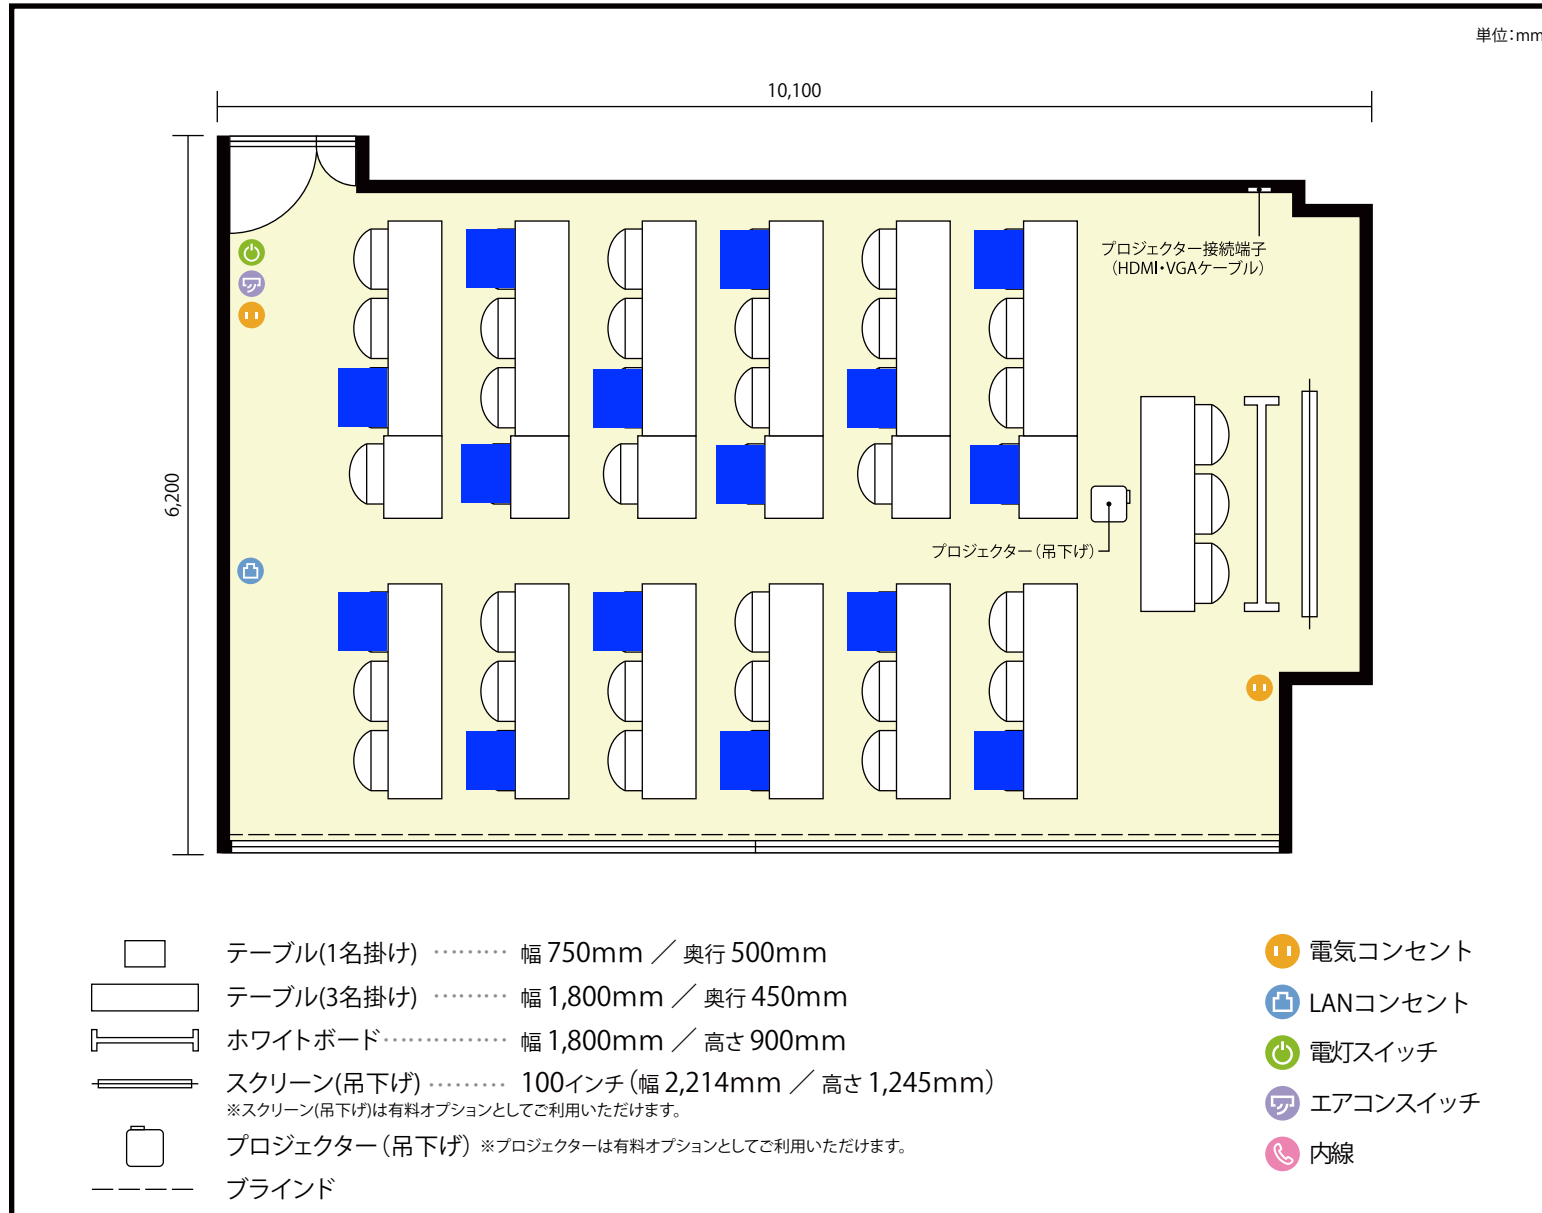 単位：mm
10,100
プロジェクター接続端子
（HDMI・VGAケーブル）
6,200
プロジェクター（吊下げ）
テーブル(1名掛け) ……… 幅 750mm ／ 奥行 500mm
テーブル(3名掛け) ……… 幅 1,800mm ／ 奥行 450mm
ホワイトボード…………… 幅 1,800mm ／ 高さ 900mm
スクリーン(吊下げ) ……… 100インチ（幅 2,214mm ／ 高さ 1,245mm）
※スクリーン(吊下げ)は有料オプションとしてご利用いただけます。
プロジェクター（吊下げ） ※プロジェクターは有料オプションとしてご利用いただけます。
ブラインド
電気コンセント
LANコンセント
電灯スイッチ
エアコンスイッチ
内線